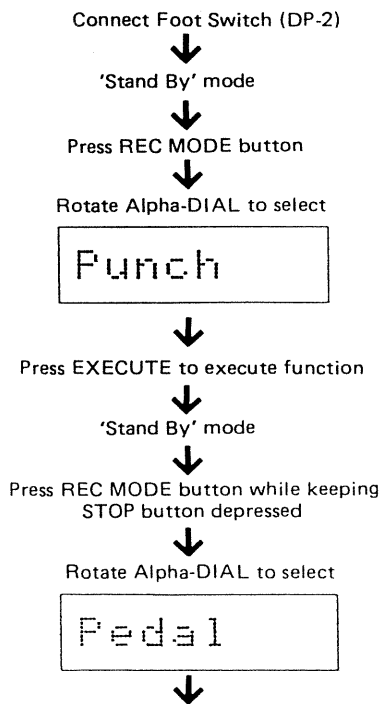 Connect Foot Switch (DP-2)
'Stand By' mode
Press REC MODE button
Rotate Alpha-DIAL to select
Punch
Press EXECUTE to execute function
'Stand By' mode
Press REC MODE button while keeping
STOP button depressed
Rotate Alpha-DIAL to select
Pedal